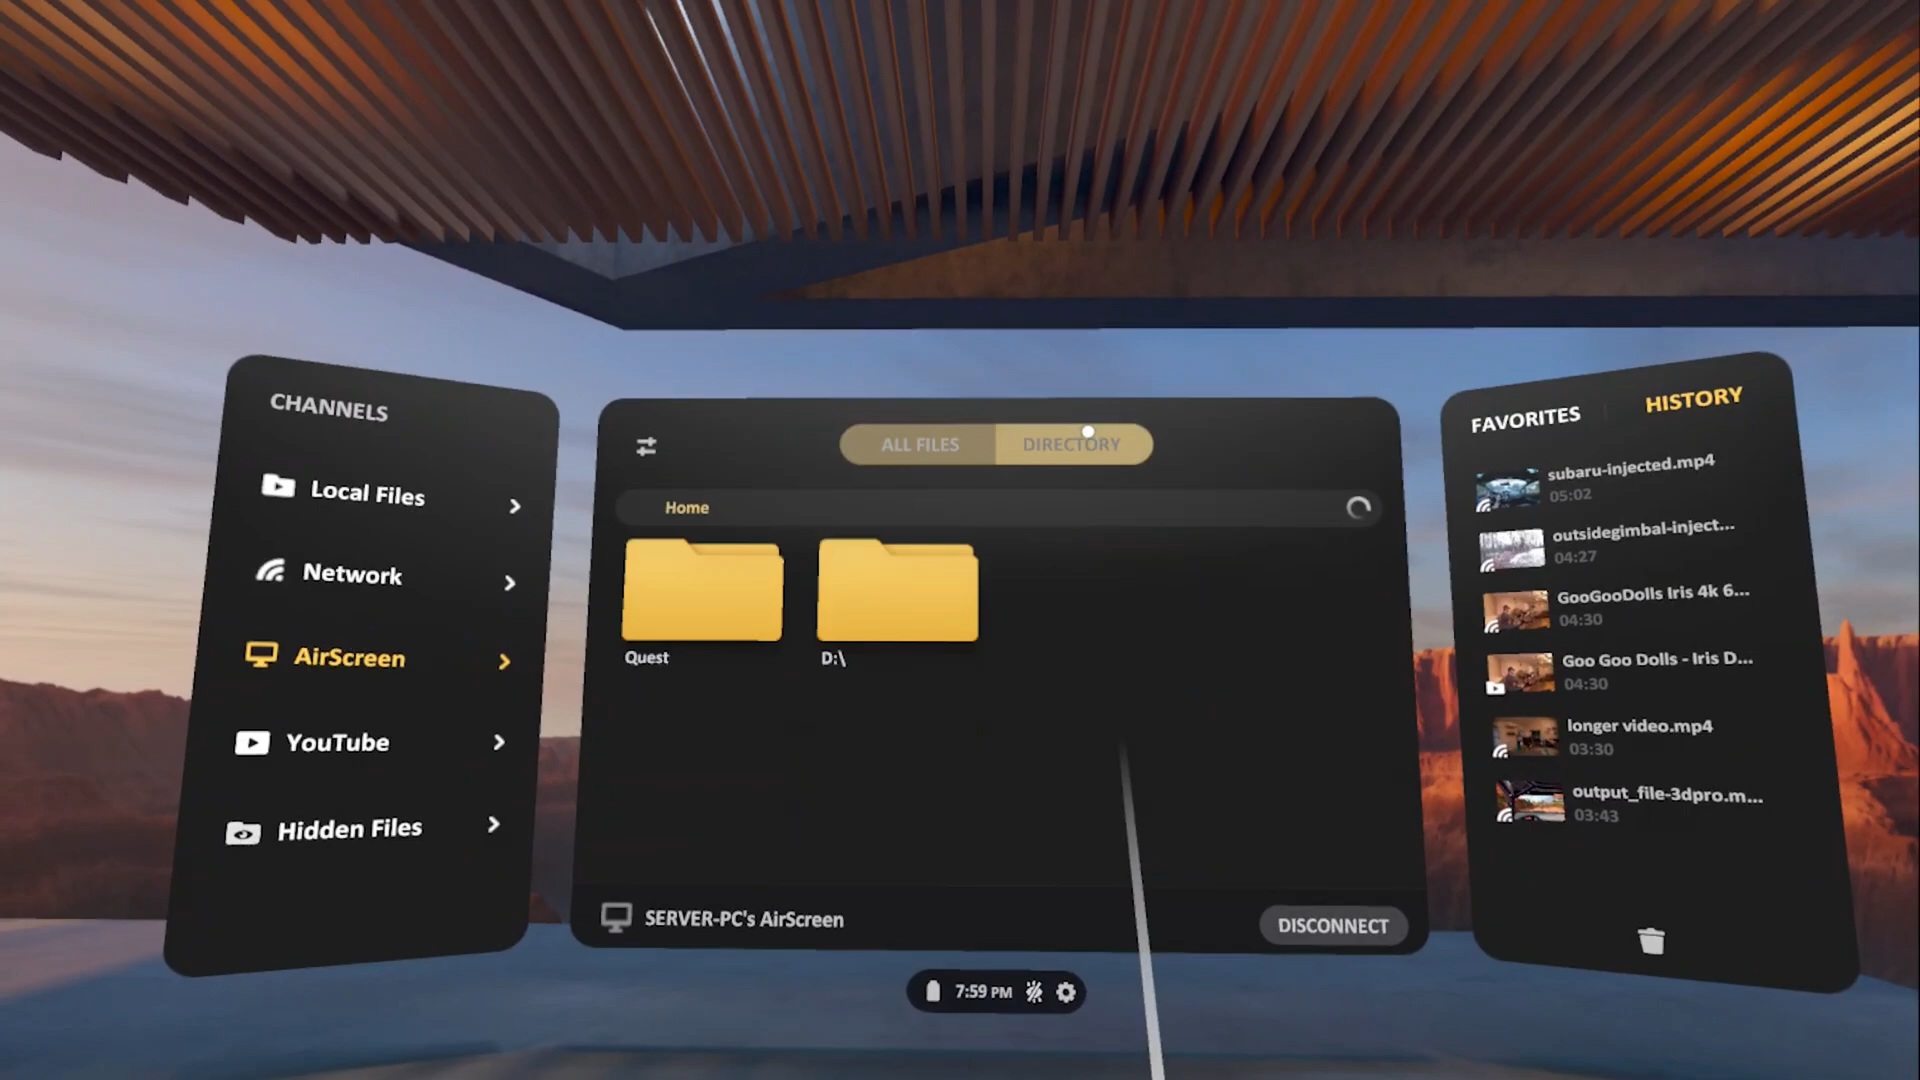 CHANNELS
Local Files
Network
AirScreen
YouTube
Hidden Files
ALL FILES
DIRECTORY
Home
Quest
D:\
SERVER-PC's AirScreen
DISCONNECT
7:59 PM
FAVORITES
HISTORY
subaru-injected.mp4
05:02
outsidegimbal-inject...
04:27
GooGooDolls Iris 4k 6...
04:30
Goo Goo Dolls - Iris D...
04:30
longer video.mp4
03:30
output_file-3dpro.m...
03:43